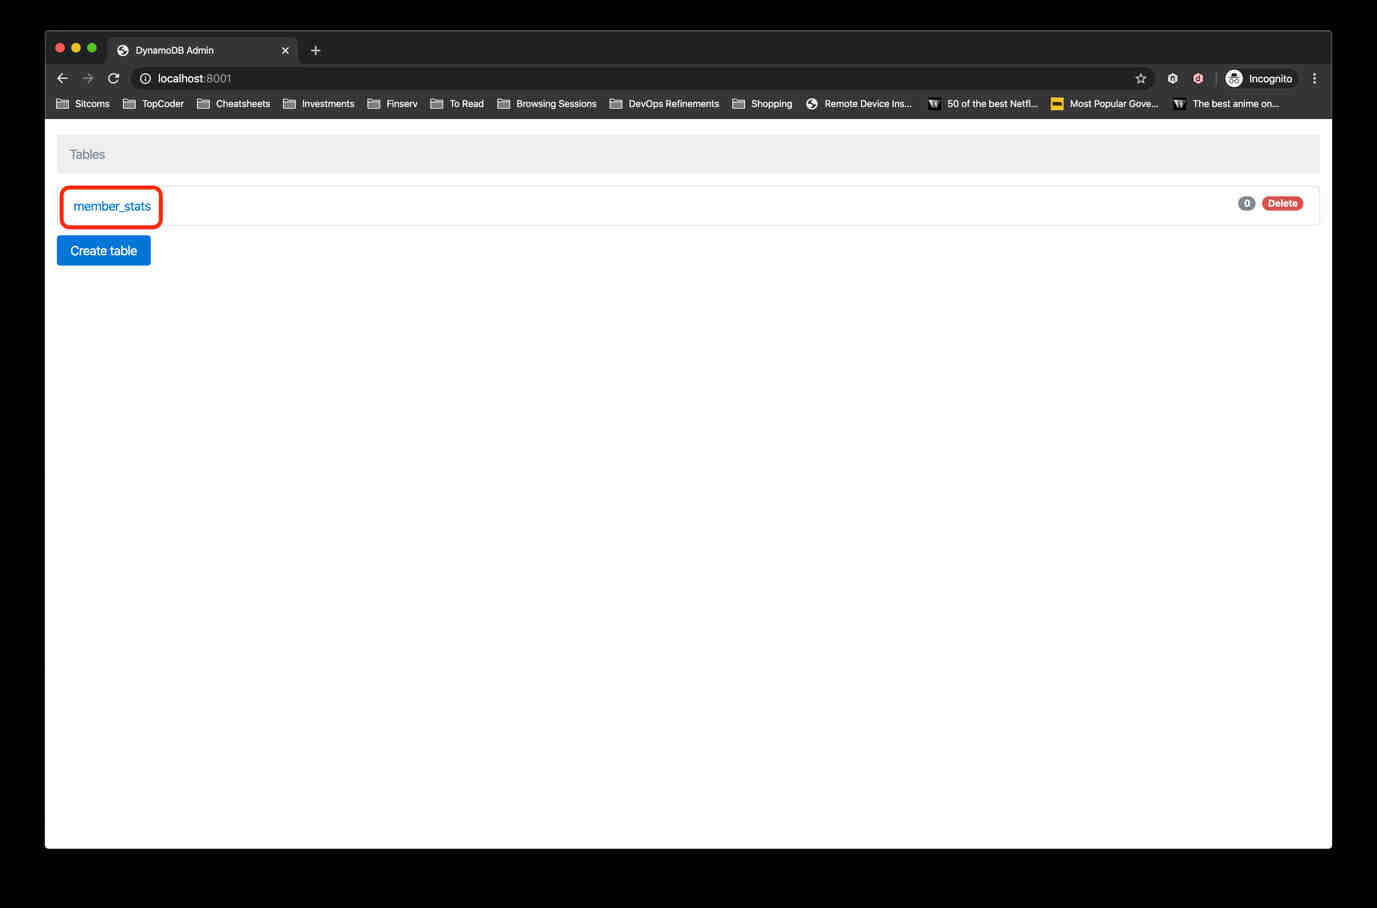 DynamoDB Admin
localhost:8001
Incognito
Sitcoms TopCoder Cheatsheets Investments Finserv To Read Browsing Sessions DevOps Refinements Shopping Remote Device Ins... 50 of the best Netfl... Most Popular Gove... The best anime on...
Tables
member_stats 0 Delete
Create table